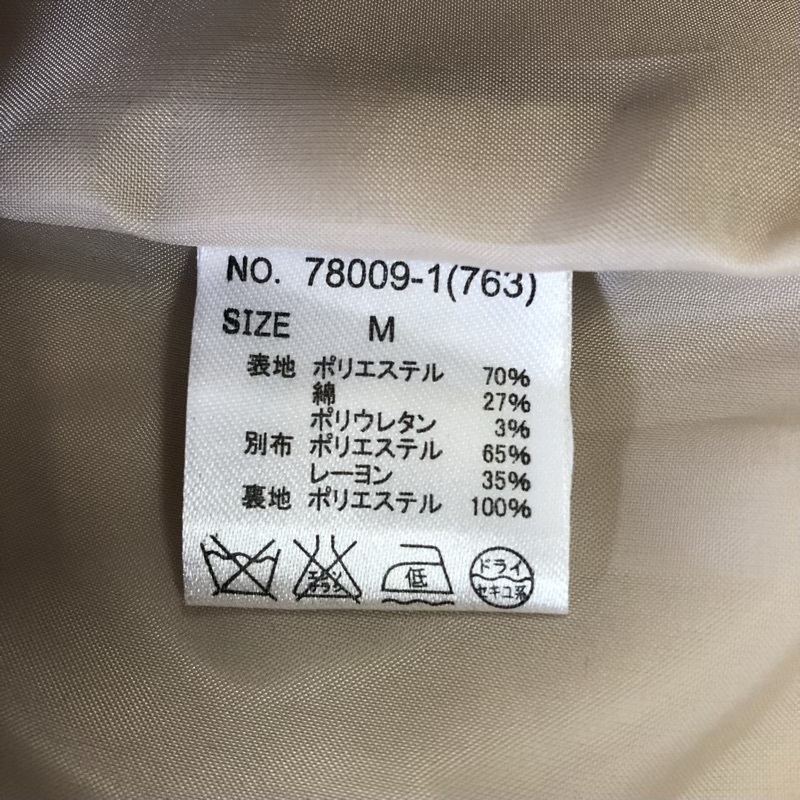 NO. 78009-1(763)
SIZE M
表地 ポリエステル 70%
綿 27%
ポリウレタン 3%
別布 ポリエステル 65%
レーヨン 35%
裏地 ポリエステル 100%
エンソ サラシ 低 ドライ セキユ系